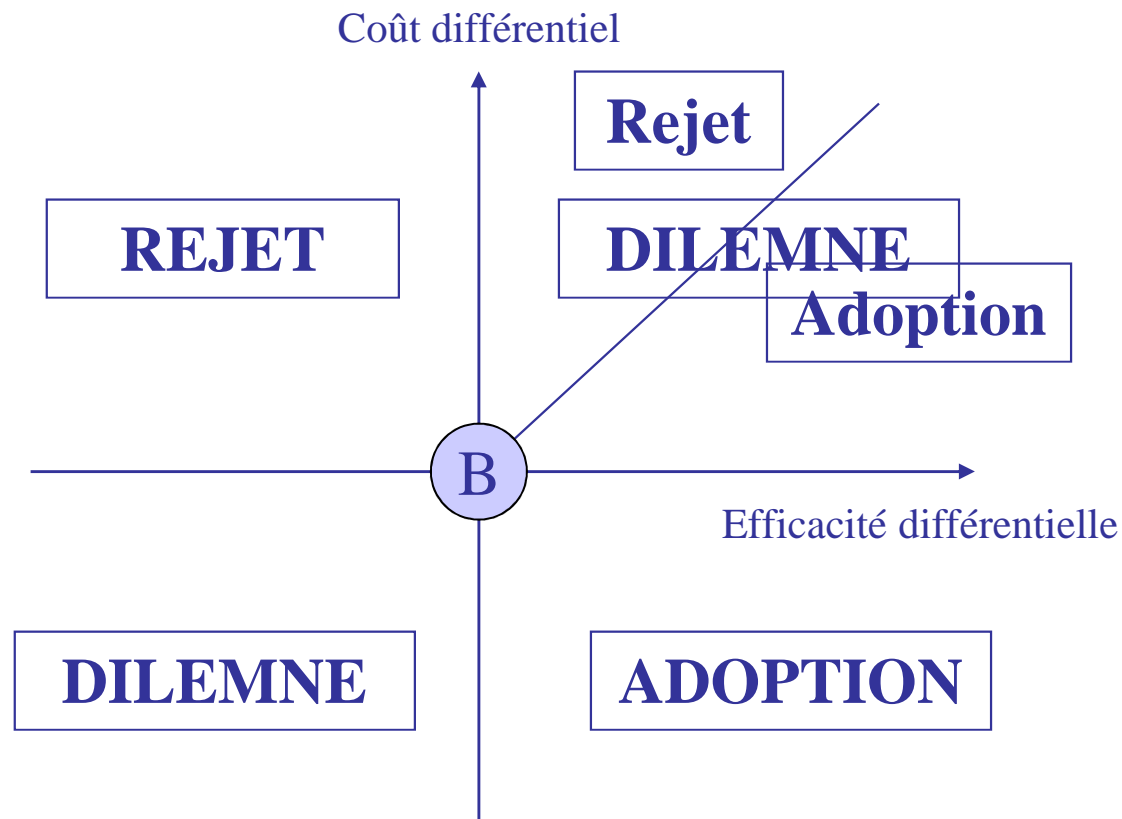 Coût différentiel
Rejet
REJET
DILEMNE
Adoption
B
Efficacité différentielle
DILEMNE
ADOPTION